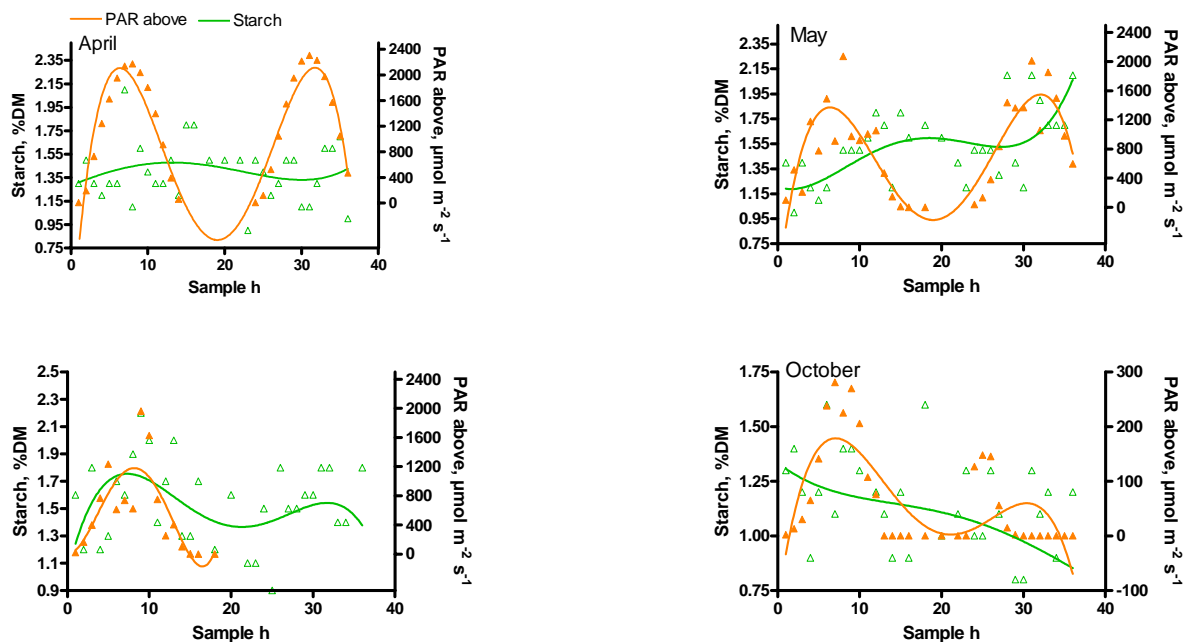 PAR above Starch
April
2.35
2.15
1.95
1.75
1.55
1.35
1.15
0.95
0.75
Starch, %DM
2400
2000
1600
1200
800
400
0
PAR above, µmol m⁻² s⁻¹
0 10 20 30 40
Sample h
May
2.35
2.15
1.95
1.75
1.55
1.35
1.15
0.95
0.75
Starch, %DM
2400
2000
1600
1200
800
400
0
PAR above, µmol m⁻² s⁻¹
0 10 20 30 40
Sample h
2.5
2.3
2.1
1.9
1.7
1.5
1.3
1.1
0.9
Starch, %DM
2400
2000
1600
1200
800
400
0
PAR above, µmol m⁻² s⁻¹
0 10 20 30 40
Sample h
October
1.75
1.50
1.25
1.00
0.75
Starch, %DM
300
200
100
0
-100
PAR above, µmol m⁻² s⁻¹
0 10 20 30 40
Sample h